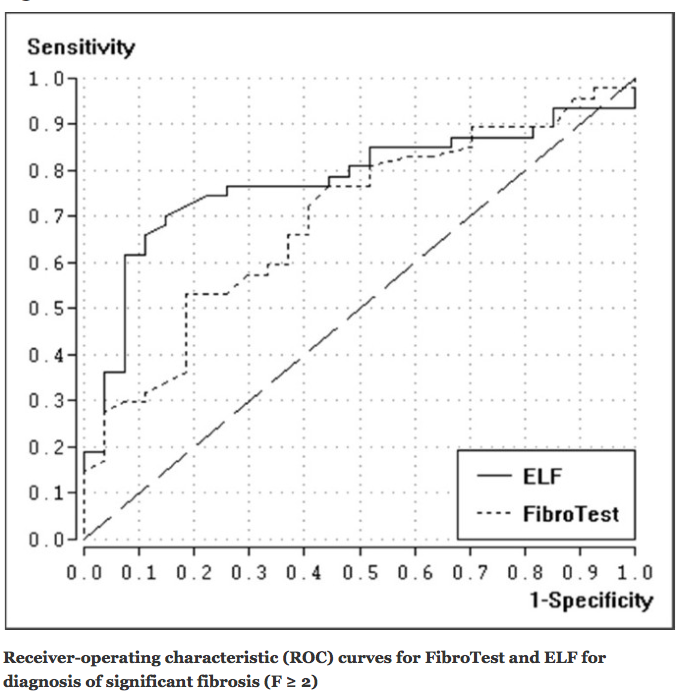 Sensitivity
1.0
0.9
0.8
0.7
0.6
0.5
0.4
0.3
0.2
0.1
0.0
ELF
FibroTest
0.0 0.1 0.2 0.3 0.4 0.5 0.6 0.7 0.8 0.9 1.0
1-Specificity
Receiver-operating characteristic (ROC) curves for FibroTest and ELF for
diagnosis of significant fibrosis (F ≥ 2)